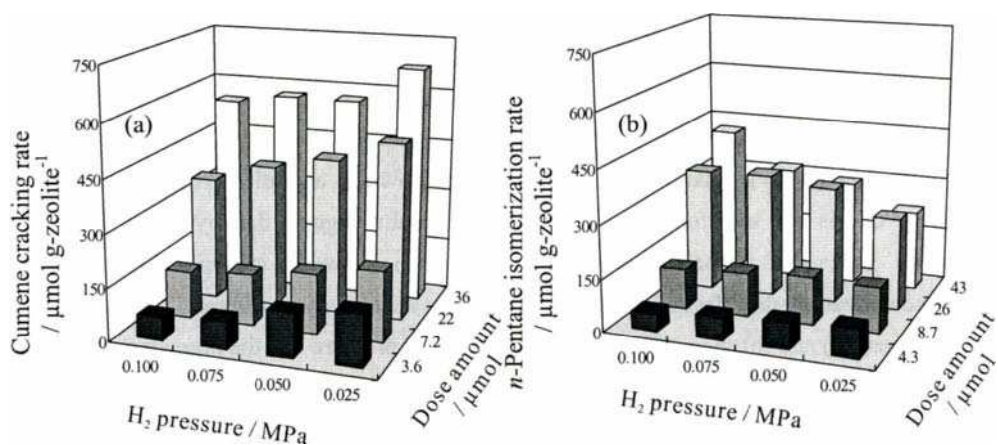 (a)
Cumene cracking rate
/ μmol g-zeolite⁻¹
750
600
450
300
150
0
0.100
0.075
0.050
0.025
H₂ pressure / MPa
3.6
7.2
22
36
Dose amount
/ μmol
(b)
n-Pentane isomerization rate
/ μmol g-zeolite⁻¹
750
600
450
300
150
0
0.100
0.075
0.050
0.025
H₂ pressure / MPa
4.3
8.7
26
43
Dose amount
/ μmol